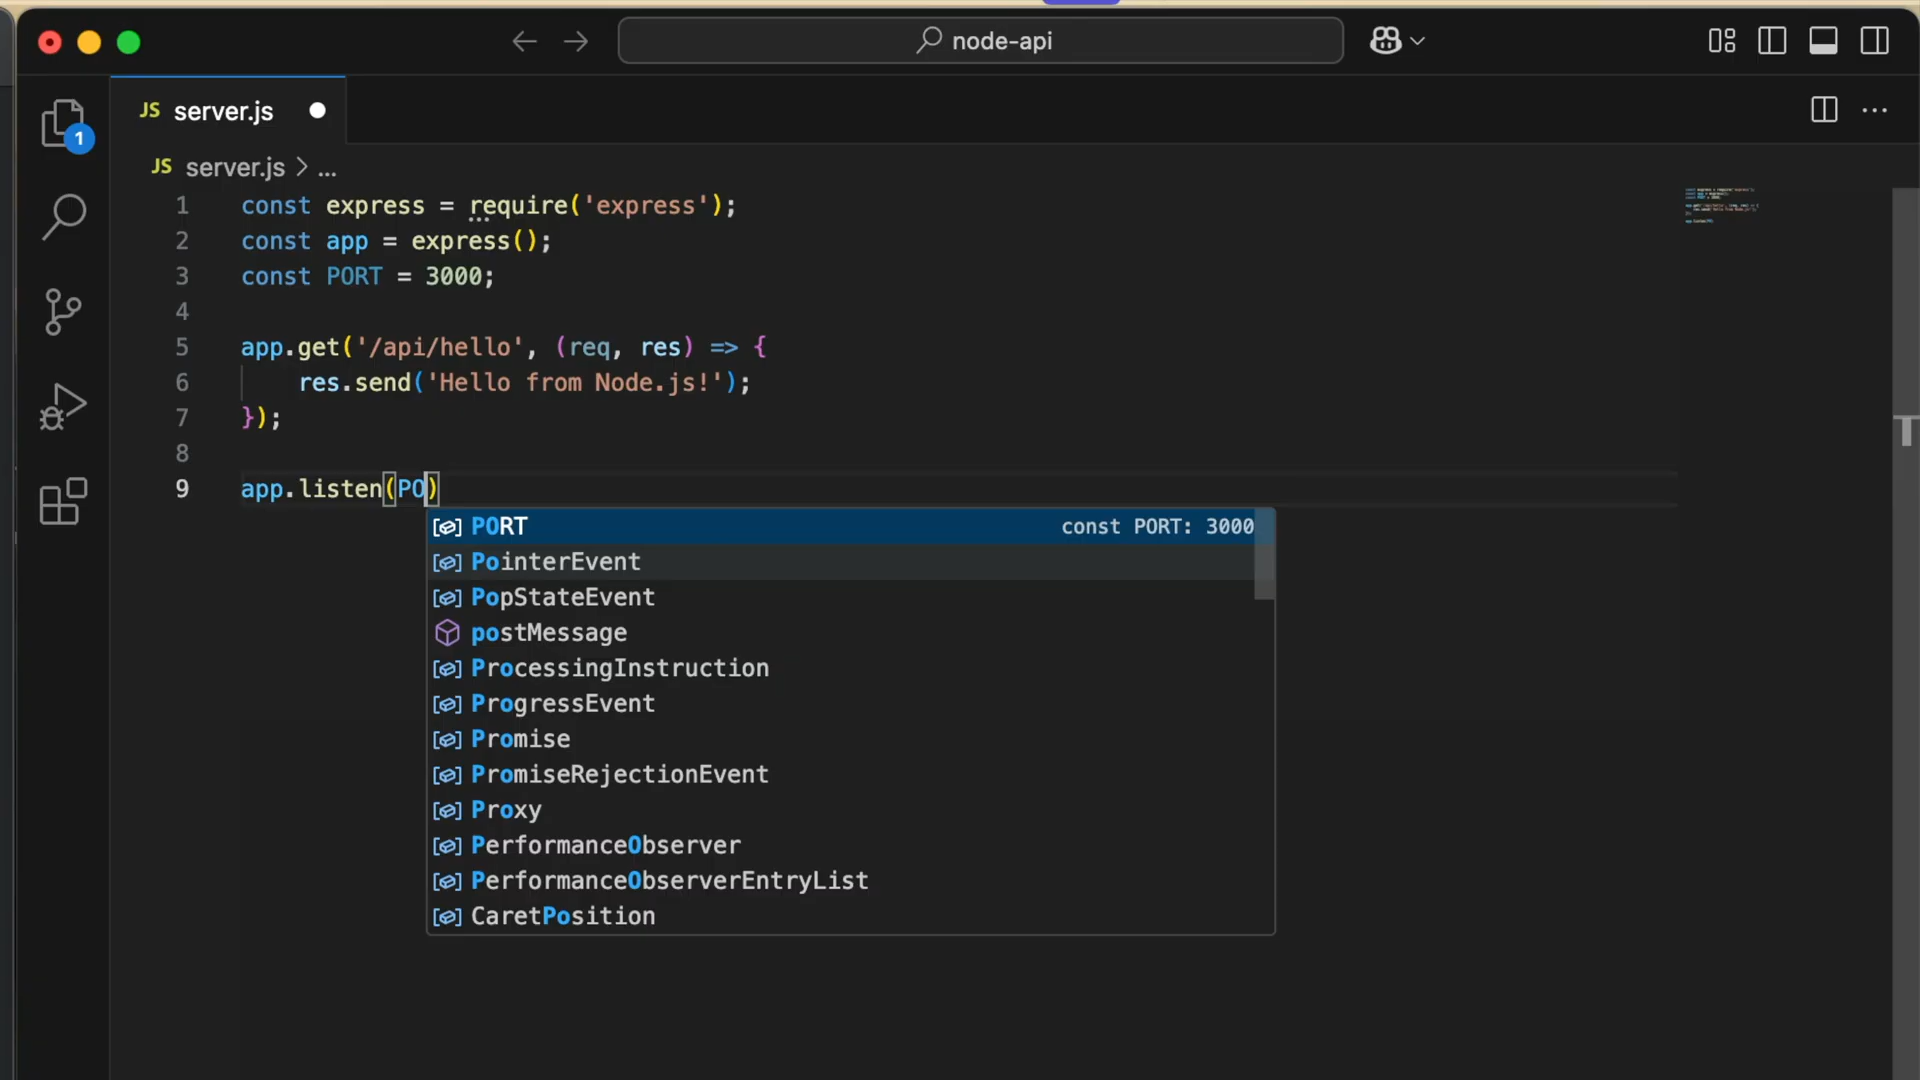 node-api
JS server.js
1
JS server.js > ...
1 const express = require('express');
2 const app = express();
3 const PORT = 3000;
4
5 app.get('/api/hello', (req, res) => {
6 res.send('Hello from Node.js!');
7 });
8
9 app.listen(PO)
PORT const PORT: 3000
PointerEvent
PopStateEvent
postMessage
ProcessingInstruction
ProgressEvent
Promise
PromiseRejectionEvent
Proxy
PerformanceObserver
PerformanceObserverEntryList
CaretPosition